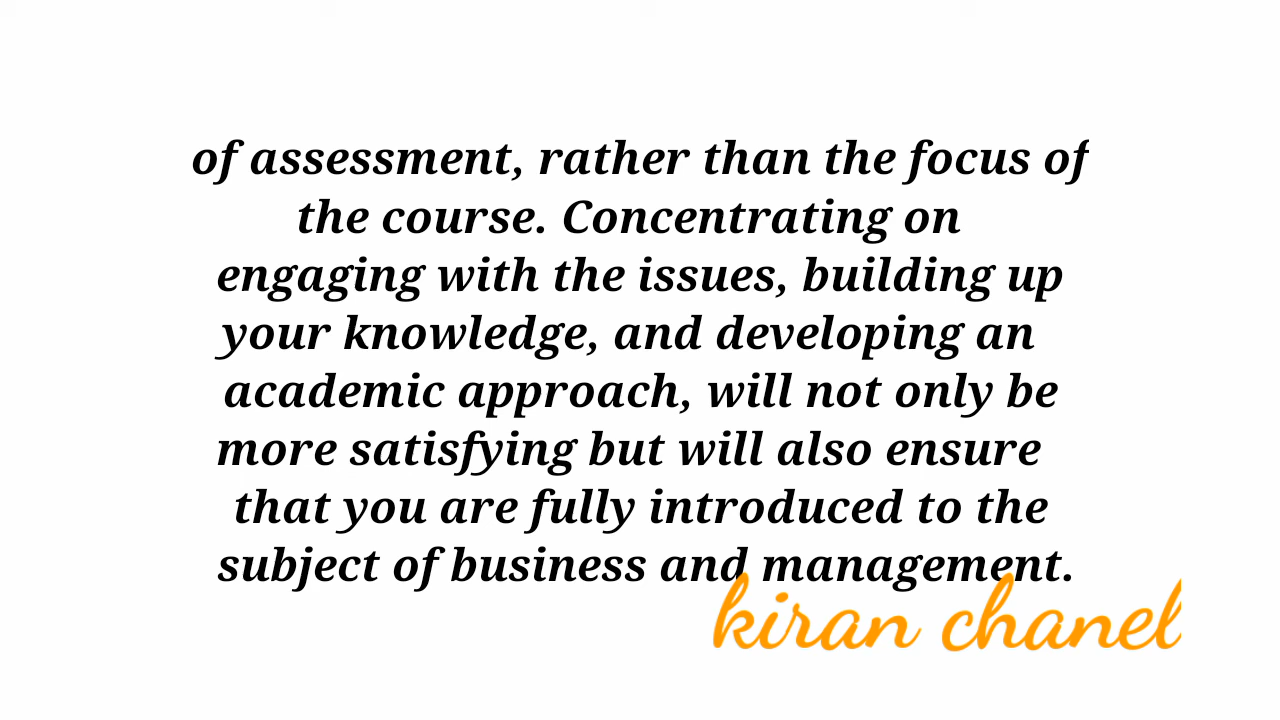 of assessment, rather than the focus of
the course. Concentrating on
engaging with the issues, building up
your knowledge, and developing an
academic approach, will not only be
more satisfying but will also ensure
that you are fully introduced to the
subject of business and management.
kiran chanel